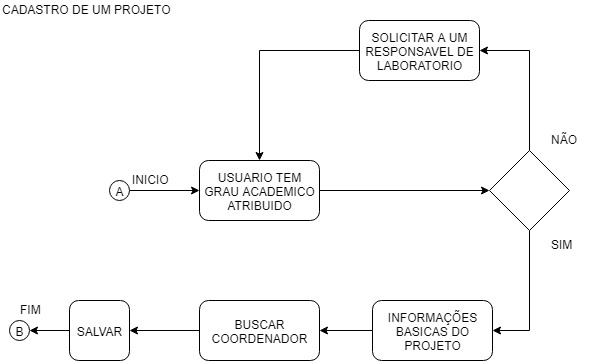 CADASTRO DE UM PROJETO
SOLICITAR A UM
RESPONSAVEL DE
LABORATORIO
NÃO
INICIO
A
USUARIO TEM
GRAU ACADEMICO
ATRIBUIDO
SIM
INFORMAÇÕES
BASICAS DO
PROJETO
BUSCAR
COORDENADOR
SALVAR
FIM
B